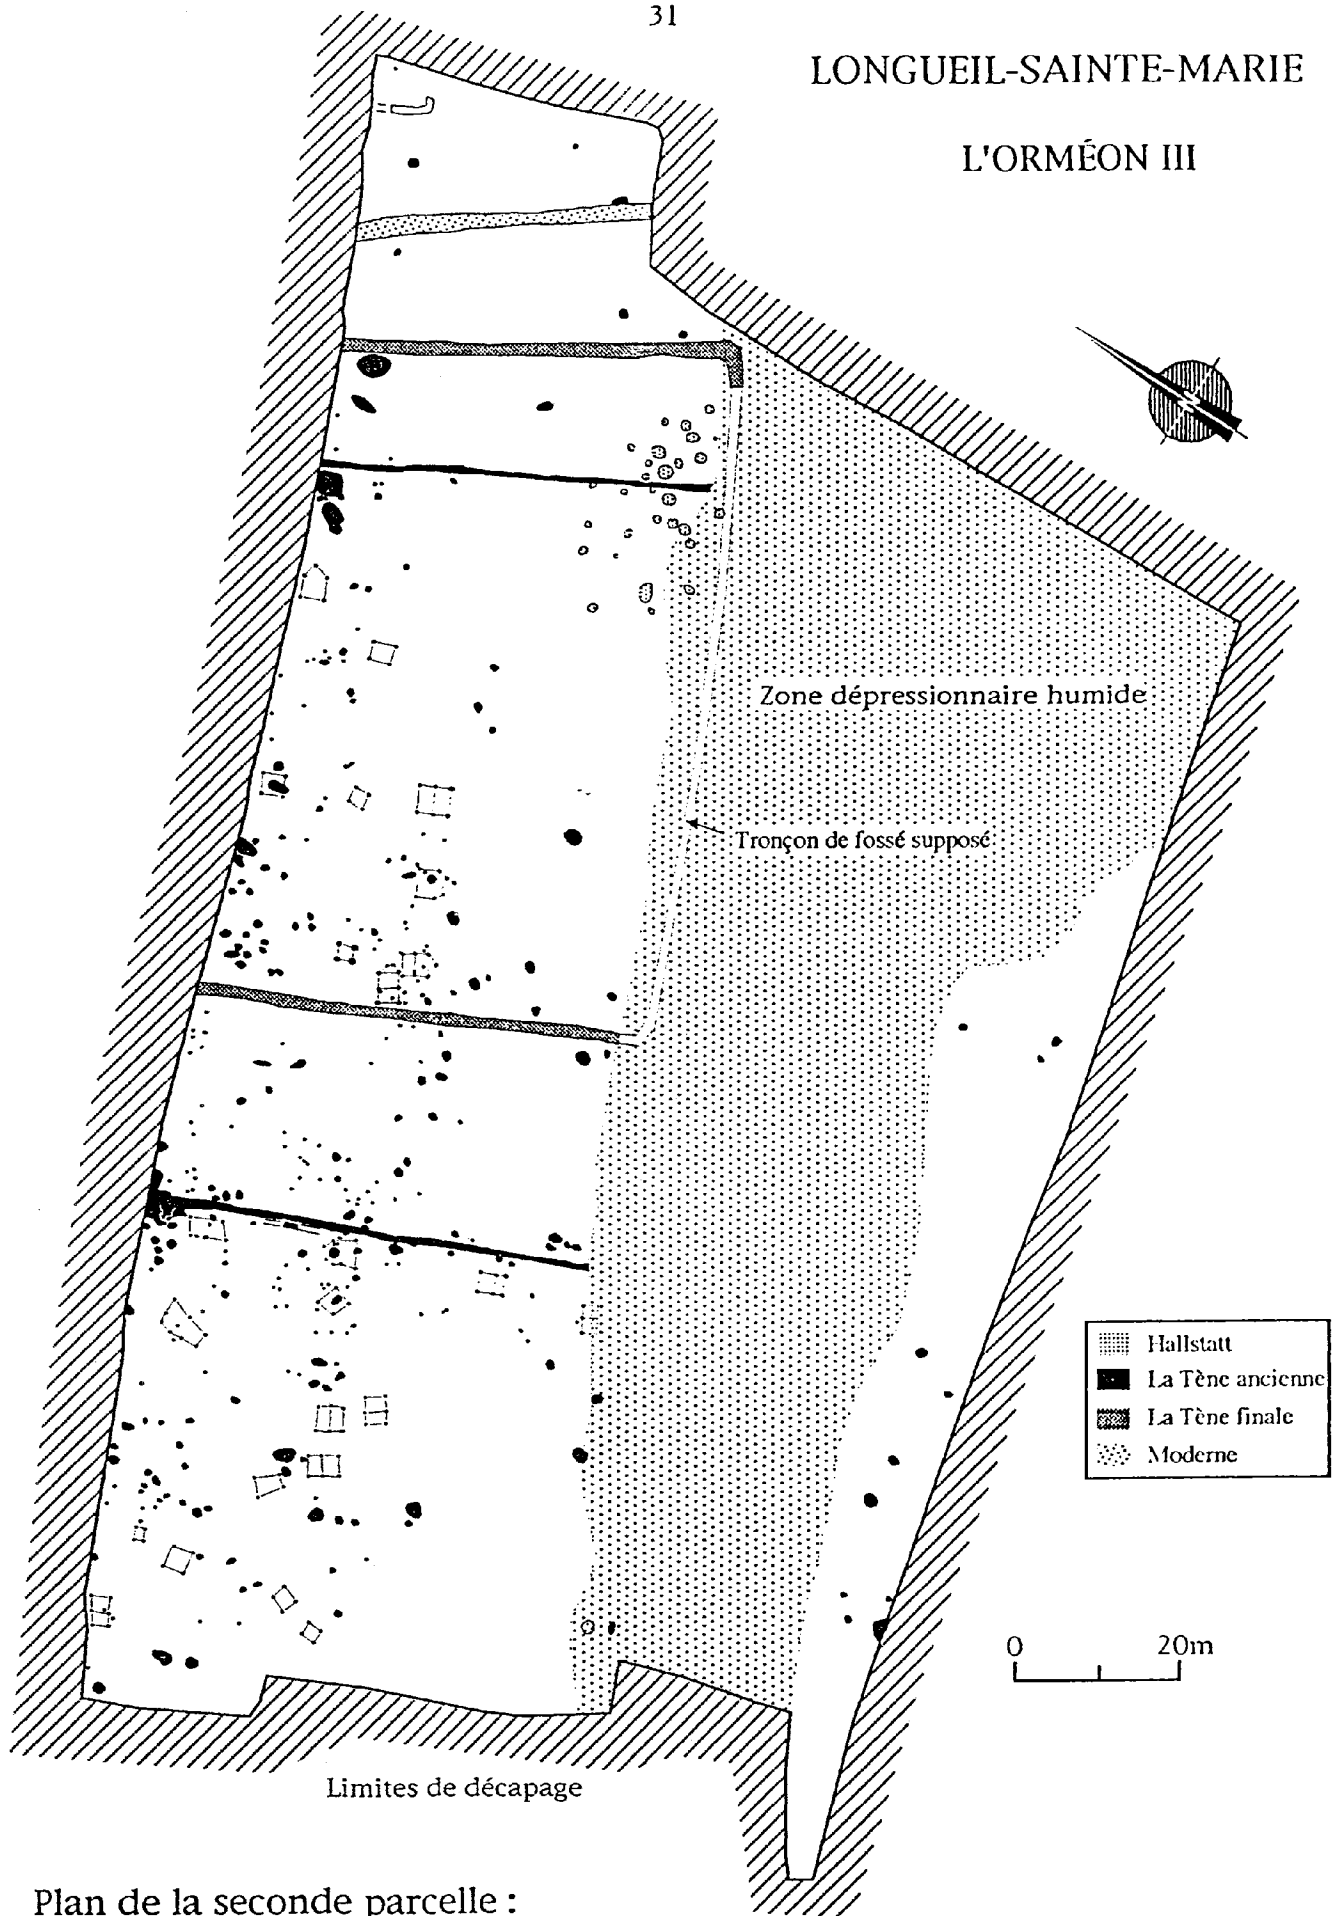 31
LONGUEIL-SAINTE-MARIE
L'ORMÉON III
N
Zone dépressionnaire humide
Tronçon de fossé supposé
Hallstatt
La Tène ancienne
La Tène finale
Moderne
0 20m
Limites de décapage
Plan de la seconde parcelle :